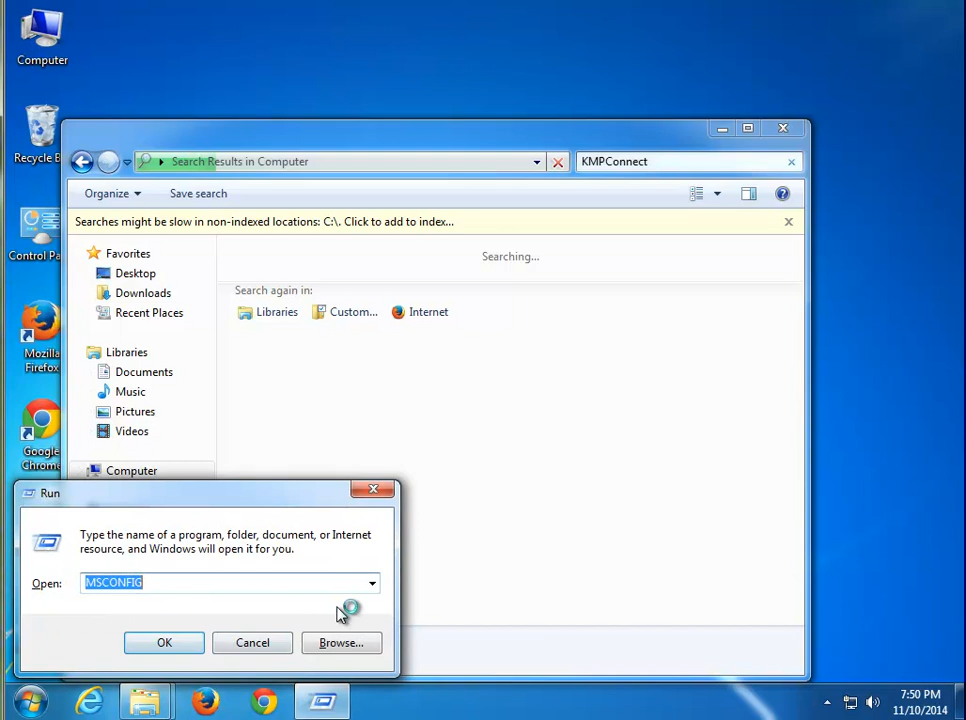 Computer
Recycle B
Control Pa
Mozilla
Firefox
Google
Chrome
Search Results in Computer
KMPConnect
Organize
Save search
Searches might be slow in non-indexed locations: C:\. Click to add to index...
Favorites
Desktop
Downloads
Recent Places
Libraries
Documents
Music
Pictures
Videos
Computer
Searching...
Search again in:
Libraries
Custom...
Internet
Run
Type the name of a program, folder, document, or Internet
resource, and Windows will open it for you.
Open:
MSCONFIG
OK
Cancel
Browse...
7:50 PM
11/10/2014